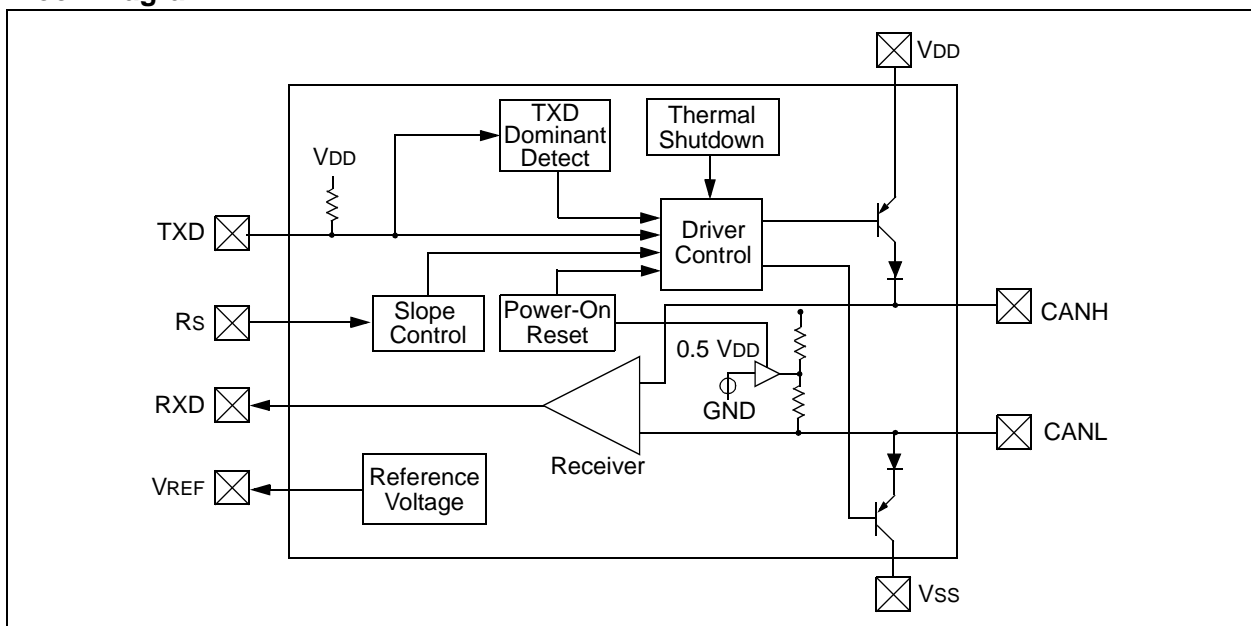 VDD
TXD
Dominant
Detect
Thermal
Shutdown
VDD
TXD
Driver
Control
RS
Slope
Control
Power-On
Reset
CANH
0.5 VDD
GND
RXD
CANL
Receiver
VREF
Reference
Voltage
VSS